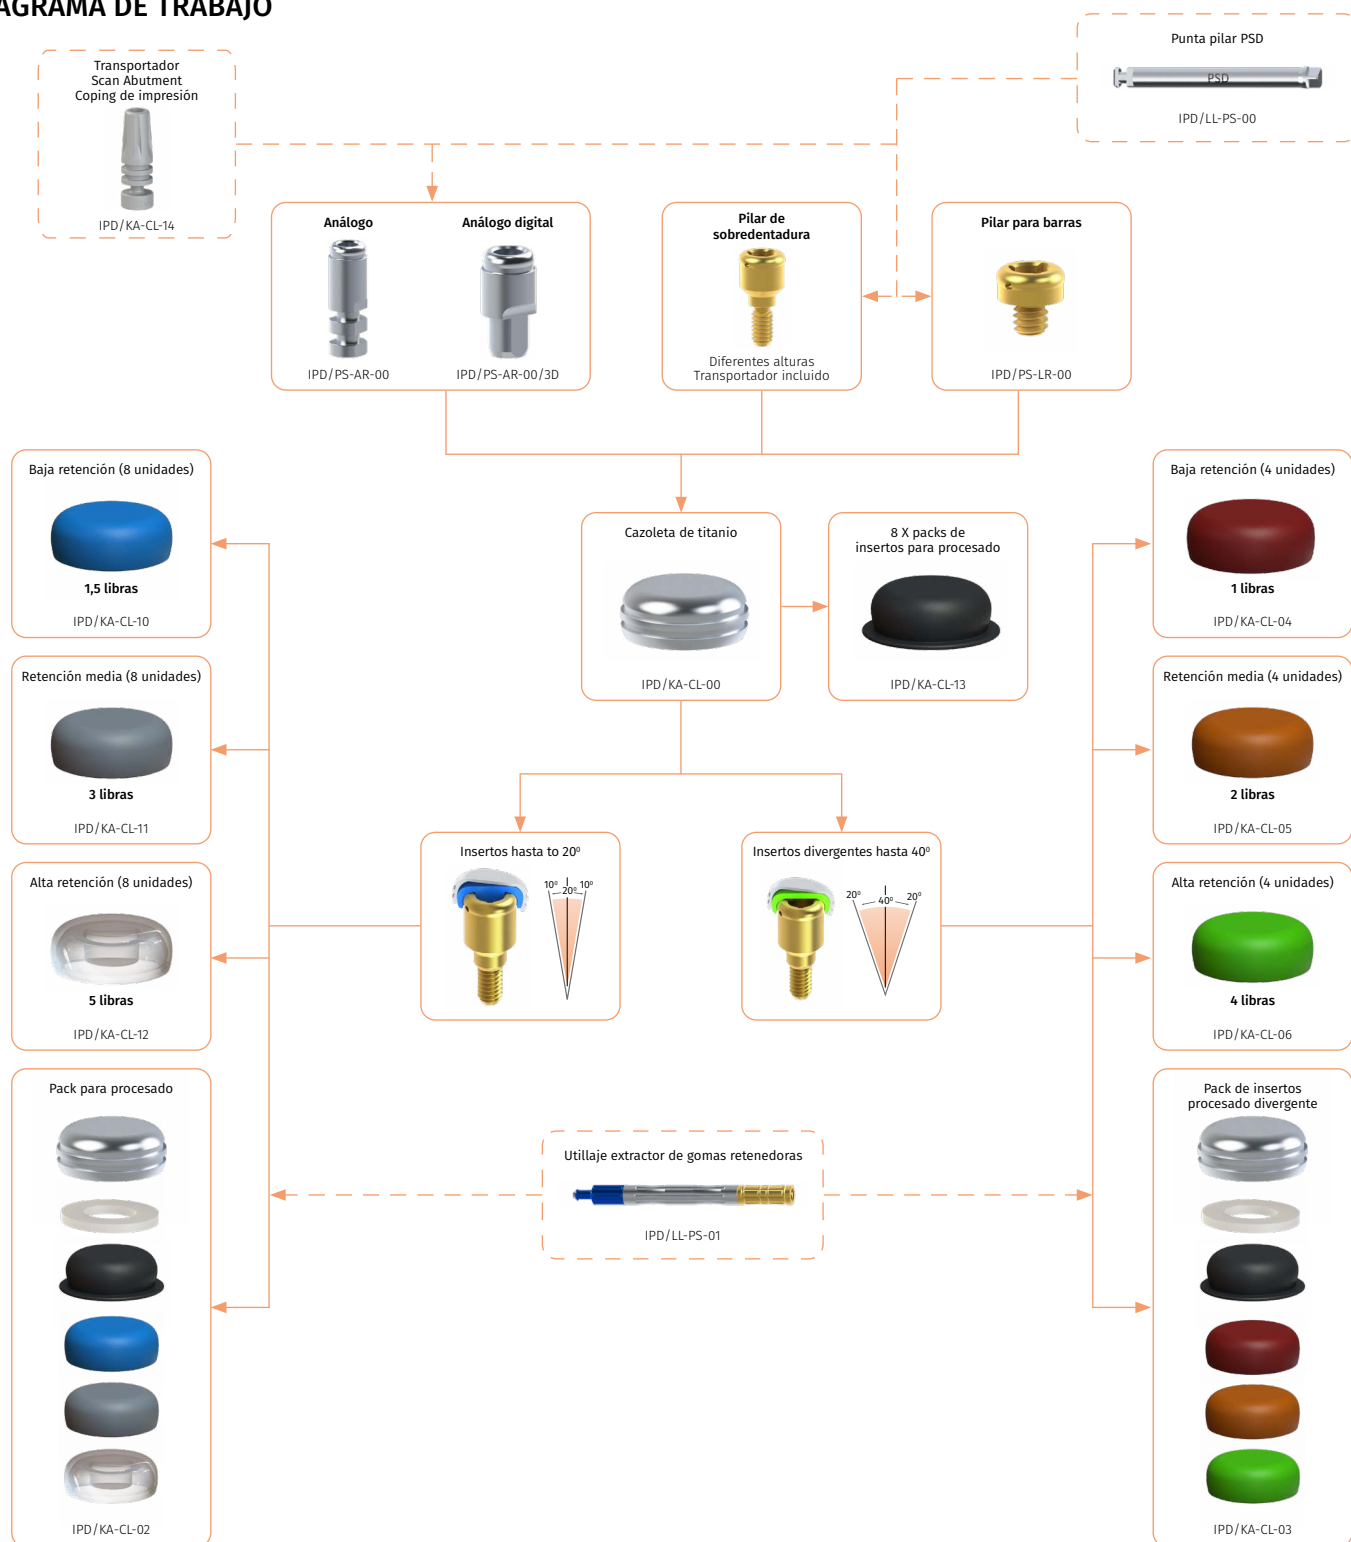 AGRAMA DE TRABAJO
Transportador
Scan Abutment
Coping de impresión
IPD/KA-CL-14
Punta pilar PSD
PSD
IPD/LL-PS-00
Análogo
IPD/PS-AR-00
Análogo digital
IPD/PS-AR-00/3D
Pilar de
sobredentadura
Diferentes alturas
Transportador incluido
Pilar para barras
IPD/PS-LR-00
Baja retención (8 unidades)
1,5 libras
IPD/KA-CL-10
Cazoleta de titanio
IPD/KA-CL-00
8 X packs de
insertos para procesado
IPD/KA-CL-13
Baja retención (4 unidades)
1 libras
IPD/KA-CL-04
Retención media (8 unidades)
3 libras
IPD/KA-CL-11
Retención media (4 unidades)
2 libras
IPD/KA-CL-05
Alta retención (8 unidades)
5 libras
IPD/KA-CL-12
Insertos hasta to 20º
10º
20º
10º
Insertos divergentes hasta 40º
20º
40º
20º
Alta retención (4 unidades)
4 libras
IPD/KA-CL-06
Pack para procesado
IPD/KA-CL-02
Utillaje extractor de gomas retenedoras
IPD/LL-PS-01
Pack de insertos
procesado divergente
IPD/KA-CL-03